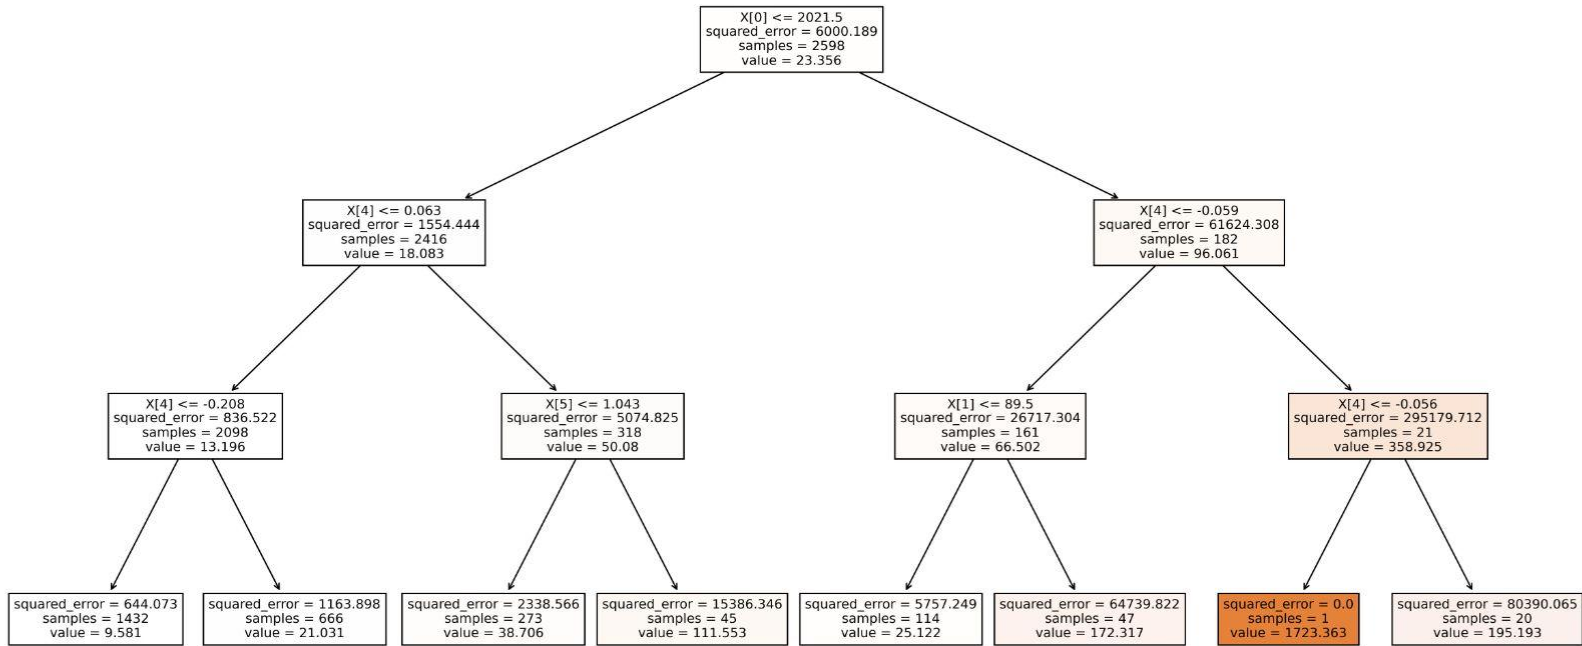 X[0] <= 2021.5
squared_error = 6000.189
samples = 2598
value = 23.356
X[4] <= 0.063
squared_error = 1554.444
samples = 2416
value = 18.083
X[4] <= -0.059
squared_error = 61624.308
samples = 182
value = 96.061
X[4] <= -0.208
squared_error = 836.522
samples = 2098
value = 13.196
X[5] <= 1.043
squared_error = 5074.825
samples = 318
value = 50.08
X[1] <= 89.5
squared_error = 26717.304
samples = 161
value = 66.502
X[4] <= -0.056
squared_error = 295179.712
samples = 21
value = 358.925
squared_error = 644.073
samples = 1432
value = 9.581
squared_error = 1163.898
samples = 666
value = 21.031
squared_error = 2338.566
samples = 273
value = 38.706
squared_error = 15386.346
samples = 45
value = 111.553
squared_error = 5757.249
samples = 114
value = 25.122
squared_error = 64739.822
samples = 47
value = 172.317
squared_error = 0.0
samples = 1
value = 1723.363
squared_error = 80390.065
samples = 20
value = 195.193